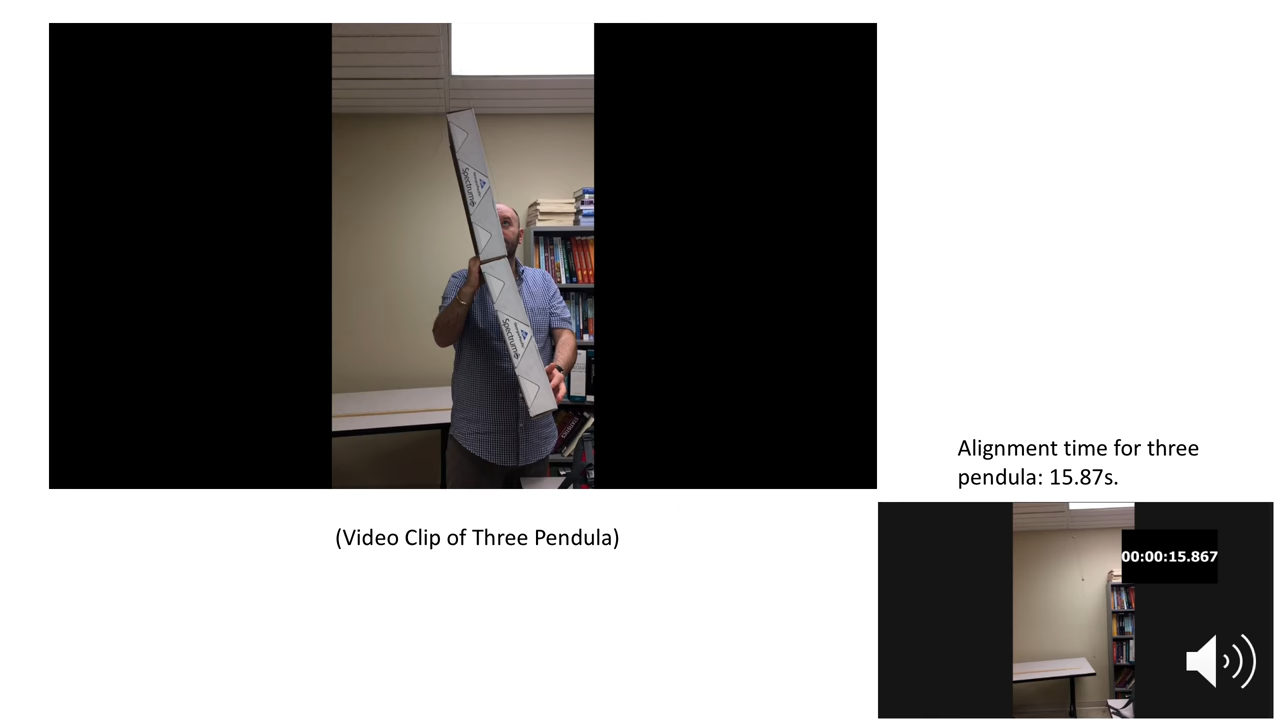 Spectrum
Spectrum
(Video Clip of Three Pendula)
Alignment time for three
pendula: 15.87s.
00:00:15.867